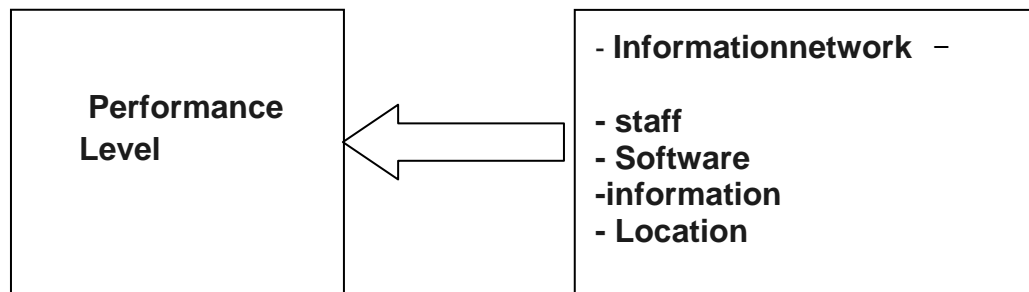 Performance
Level
- Informationnetwork –
- staff
- Software
-information
- Location